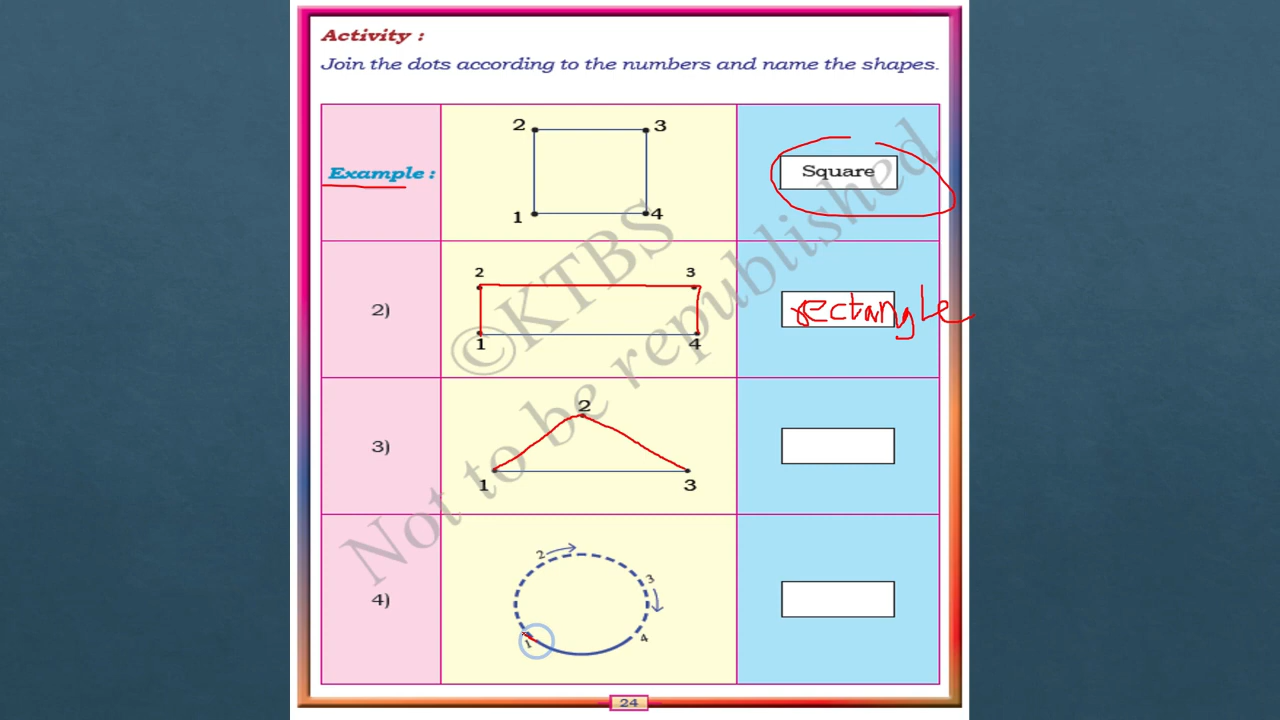 Activity :
Join the dots according to the numbers and name the shapes.
Example :
2
3
1
4
Square
2)
2
3
1
4
rectangle
3)
2
1
3
4)
2
3
1
4
©KTBS
Not to be republished
24